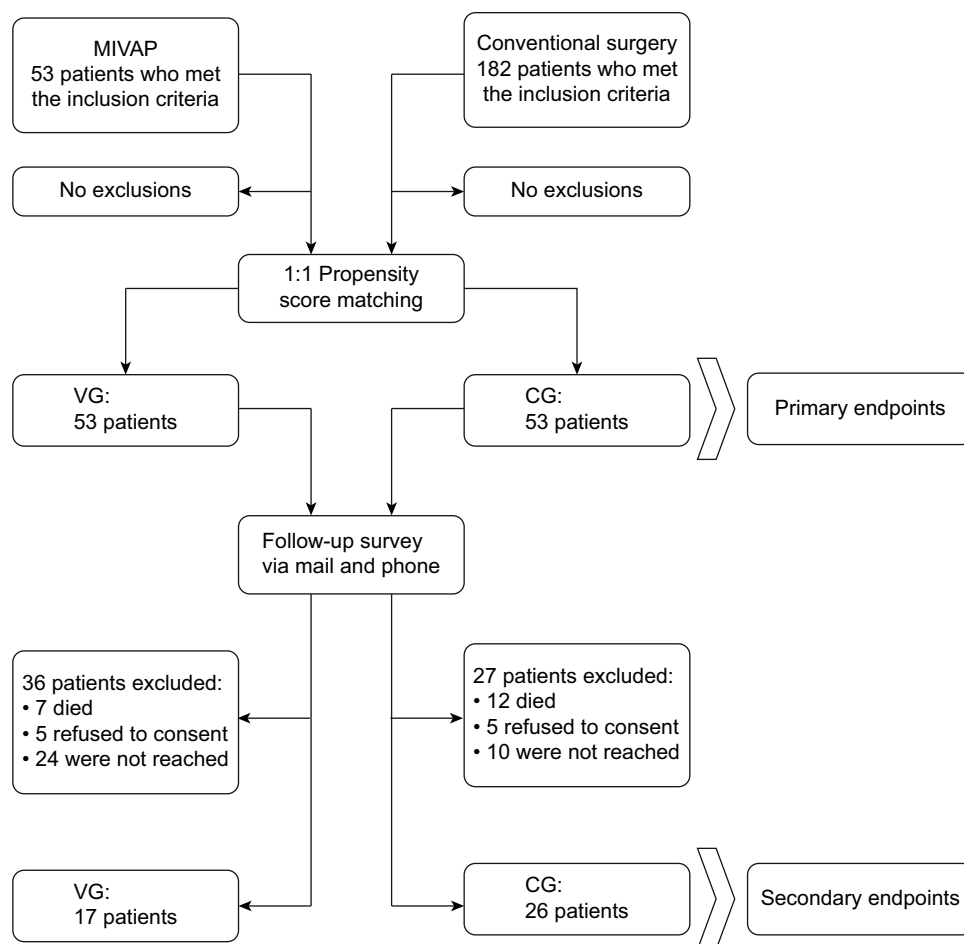 MIVAP
53 patients who met
the inclusion criteria
Conventional surgery
182 patients who met
the inclusion criteria
No exclusions
No exclusions
1:1 Propensity
score matching
VG:
53 patients
CG:
53 patients
Primary endpoints
Follow-up survey
via mail and phone
36 patients excluded:
• 7 died
• 5 refused to consent
• 24 were not reached
27 patients excluded:
• 12 died
• 5 refused to consent
• 10 were not reached
VG:
17 patients
CG:
26 patients
Secondary endpoints